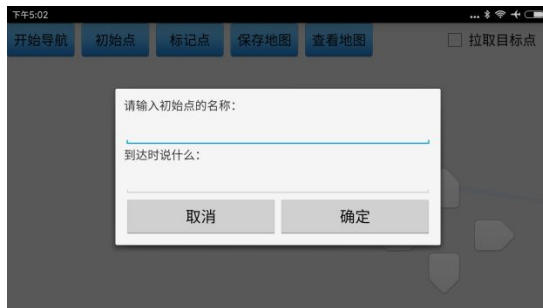 下午5:02 ...
开始导航 初始点 标记点 保存地图 查看地图 拉取目标点
请输入初始点的名称：
到达时说什么：
取消 确定